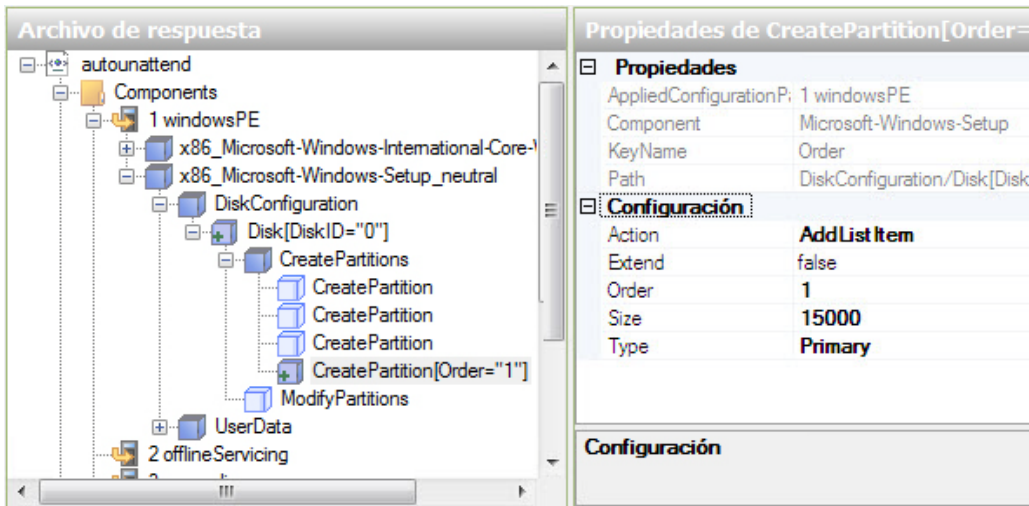 Archivo de respuesta
autounattend
Components
1 windowsPE
x86_Microsoft-Windows-International-Core-
x86_Microsoft-Windows-Setup_neutral
DiskConfiguration
Disk[DiskID="0"]
CreatePartitions
CreatePartition
CreatePartition
CreatePartition
CreatePartition[Order="1"]
ModifyPartitions
UserData
2 offlineServicing
Propiedades de CreatePartition[Order=
Propiedades
AppliedConfigurationPa 1 windowsPE
Component Microsoft-Windows-Setup
KeyName Order
Path DiskConfiguration/Disk[Disk
Configuración
Action AddListItem
Extend false
Order 1
Size 15000
Type Primary
Configuración